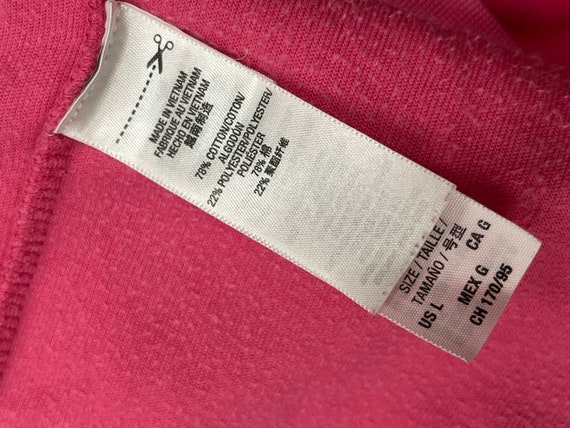 MADE IN VIETNAM
FABRIQUE AU VIETNAM
HECHO EN VIETNAM
越南制造
78% COTTON/COTON/
ALGODÓN
22% POLYESTER/POLYESTER/
POLIÉSTER
78% 棉
22% 聚酯纤维
SIZE / TAILLE /
TAMAÑO / 号型
US L MEX G CA G
CH 170/95